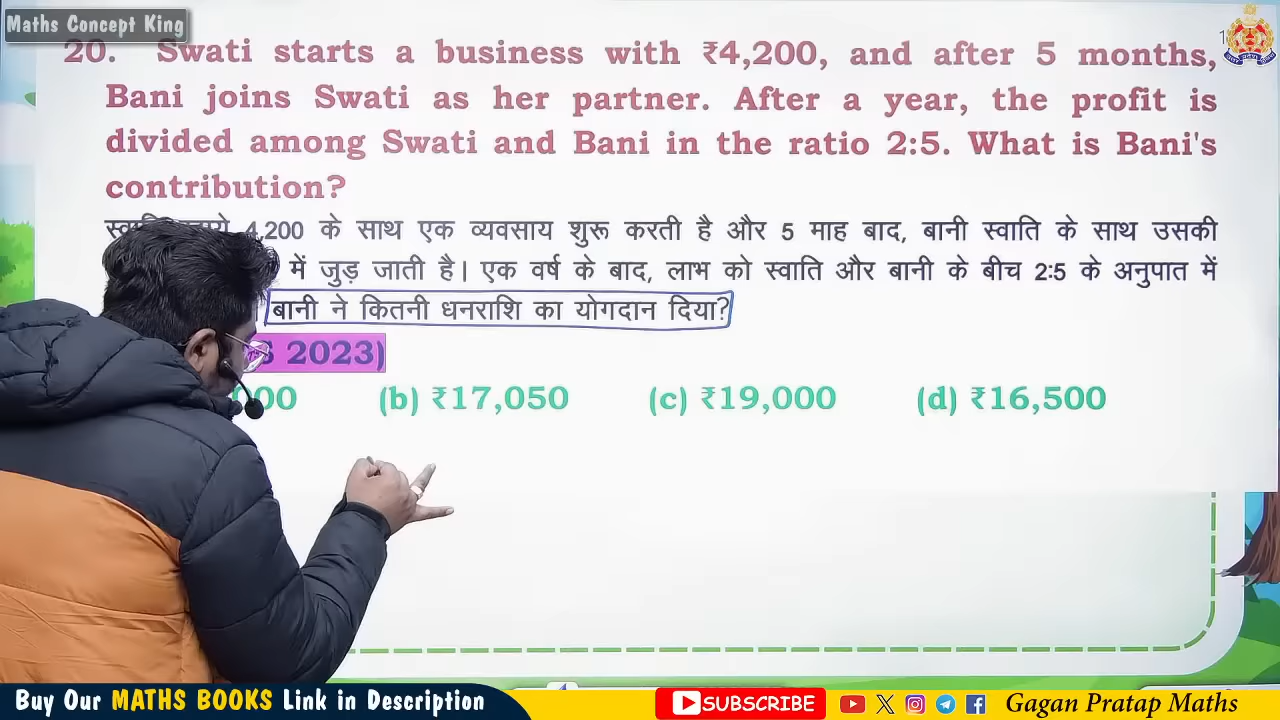 Maths Concept King
20. Swati starts a business with ₹4,200, and after 5 months,
Bani joins Swati as her partner. After a year, the profit is
divided among Swati and Bani in the ratio 2:5. What is Bani's
contribution?
4,200 के साथ एक व्यवसाय शुरू करती है और 5 माह बाद, बानी स्वाति के साथ उसकी
में जुड़ जाती है। एक वर्ष के बाद, लाभ को स्वाति और बानी के बीच 2:5 के अनुपात में
बानी ने कितनी धनराशि का योगदान दिया?
2023)
000 (b) ₹17,050 (c) ₹19,000 (d) ₹16,500
Buy Our MATHS BOOKS Link in Description
SUBSCRIBE
Gagan Pratap Maths